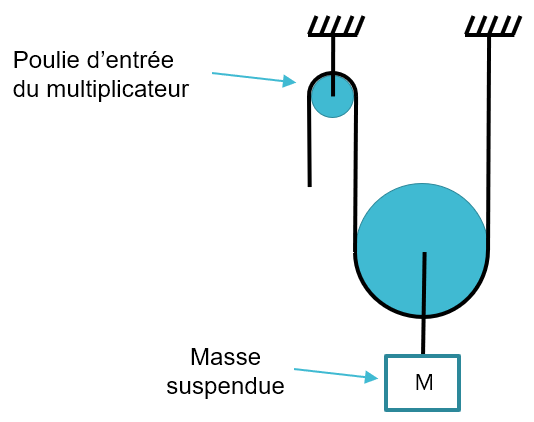 Poulie d’entrée
du multiplicateur
Masse
suspendue
M